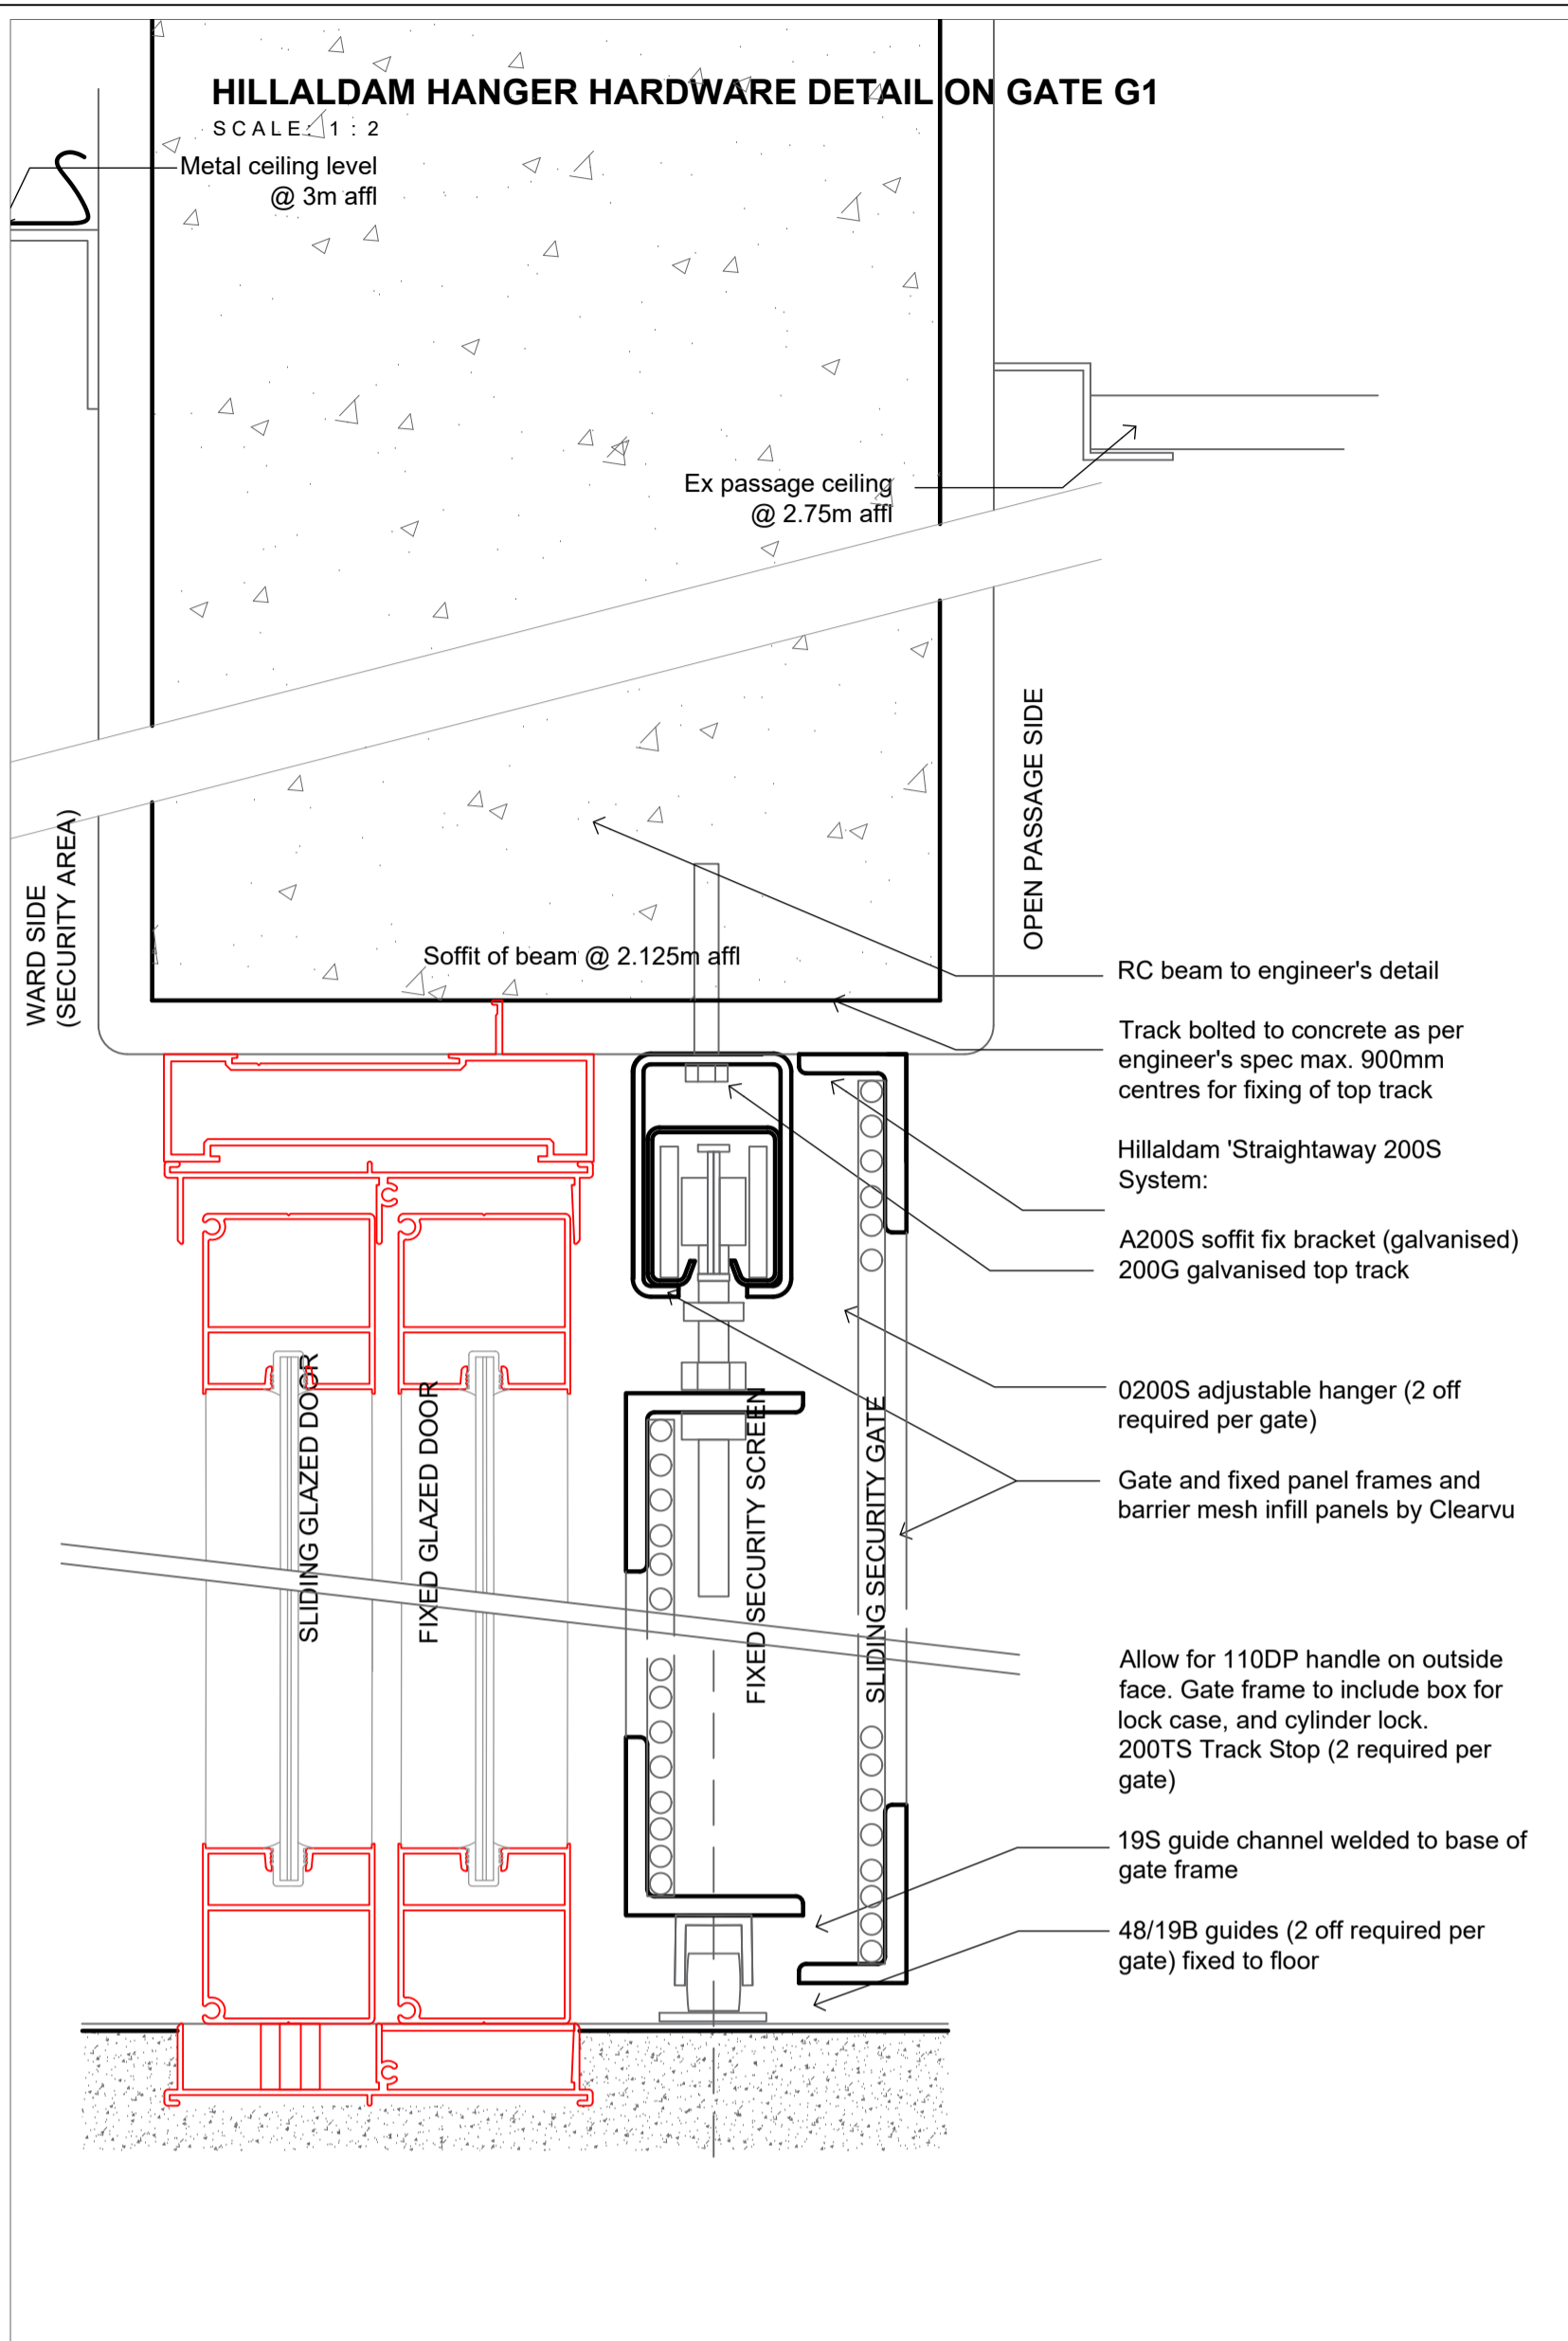 HILLALDAM HANGER HARDWARE DETAIL ON GATE G1
SCALE: 1 : 2
Metal ceiling level
@ 3m affl
Ex passage ceiling
@ 2.75m affl
WARD SIDE
(SECURITY AREA)
OPEN PASSAGE SIDE
Soffit of beam @ 2.125m affl
RC beam to engineer's detail
Track bolted to concrete as per
engineer's spec max. 900mm
centres for fixing of top track
Hillaldam 'Straightaway 200S
System:
A200S soffit fix bracket (galvanised)
200G galvanised top track
0200S adjustable hanger (2 off
required per gate)
Gate and fixed panel frames and
barrier mesh infill panels by Clearvu
SLIDING GLAZED DOOR
FIXED GLAZED DOOR
FIXED SECURITY SCREEN
SLIDING SECURITY GATE
Allow for 110DP handle on outside
face. Gate frame to include box for
lock case, and cylinder lock.
200TS Track Stop (2 required per
gate)
19S guide channel welded to base of
gate frame
48/19B guides (2 off required per
gate) fixed to floor